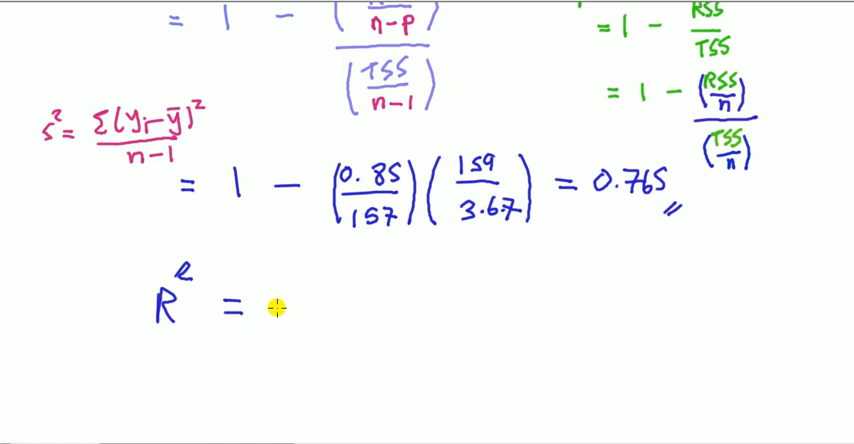 = 1 - ( / n-p )
( TSS / n-1 )
= 1 - RSS / TSS
= 1 - (RSS / n) / (TSS / n)
s² = Σ(yᵢ-ȳ)² / n-1
= 1 - (0.85 / 157) (159 / 3.67) = 0.765
R² =